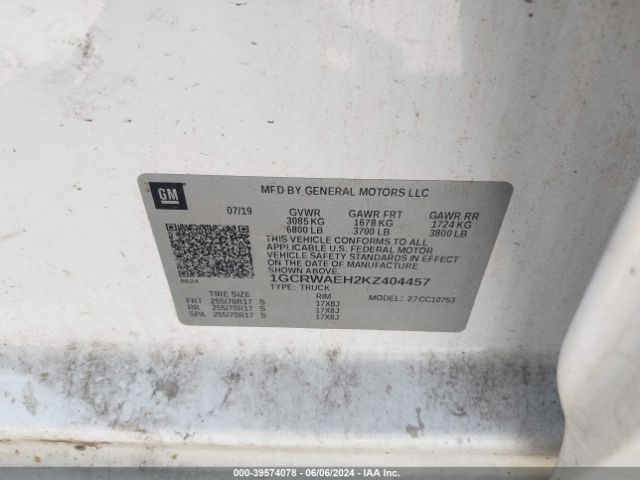 GM
MFD BY GENERAL MOTORS LLC
07/19 GVWR GAWR FRT GAWR RR
3085 KG 1678 KG 1724 KG
6800 LB 3700 LB 3800 LB
THIS VEHICLE CONFORMS TO ALL
APPLICABLE U.S. FEDERAL MOTOR
VEHICLE SAFETY STANDARDS IN EFFECT
ON THE DATE OF MANUFACTURE SHOWN ABOVE.
8624 1GCRWAEH2KZ404457
TYPE: TRUCK
TIRE SIZE RIM MODEL: 27CC10753
FRT 255/70R17 S 17X8J
RR 255/70R17 S 17X8J
SPA 255/70R17 S 17X8J
000-39574078 - 06/06/2024 - IAA Inc.